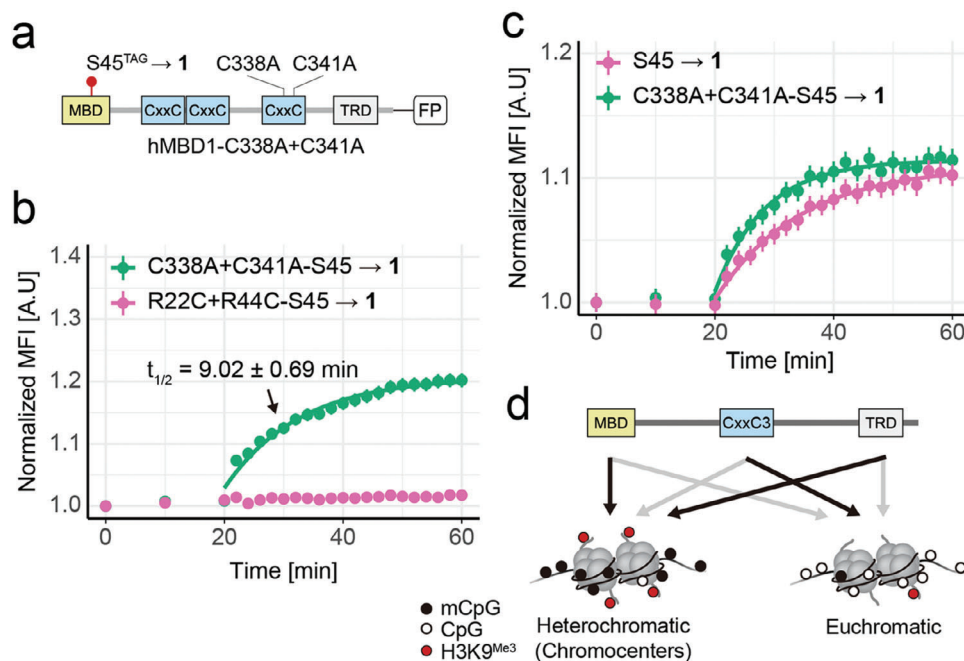 a
S45TAG → 1
C338A C341A
MBD CxxC CxxC CxxC TRD FP
hMBD1-C338A+C341A
b
Normalized MFI [A.U]
1.4
1.3
1.2
1.1
1.0
C338A+C341A-S45 → 1
R22C+R44C-S45 → 1
t1/2 = 9.02 ± 0.69 min
0 20 40 60
Time [min]
c
Normalized MFI [A.U]
1.2
1.1
1.0
S45 → 1
C338A+C341A-S45 → 1
0 20 40 60
Time [min]
d
MBD CxxC3 TRD
mCpG
CpG
H3K9Me3
Heterochromatic
(Chromocenters)
Euchromatic